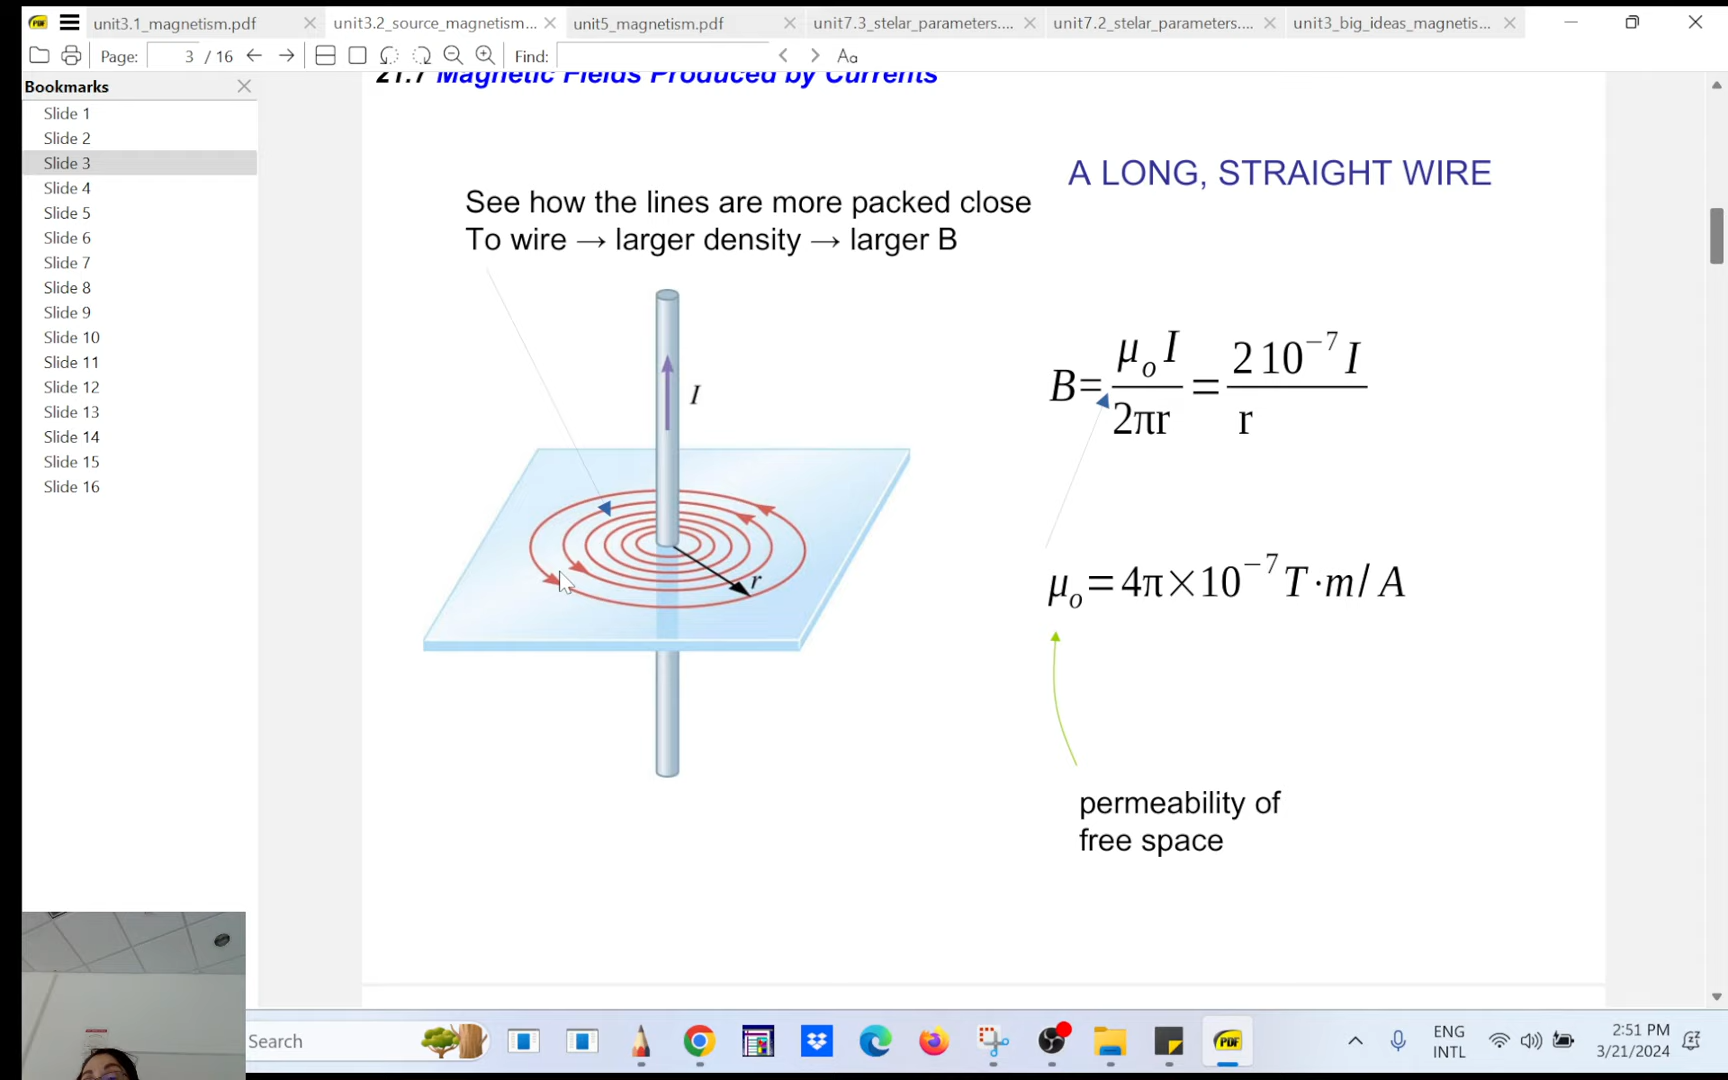 unit3.1_magnetism.pdf
unit3.2_source_magnetism...
unit5_magnetism.pdf
unit7.3_stelar_parameters....
unit7.2_stelar_parameters....
unit3_big_ideas_magnetis...
Page: 3 / 16
Find:
Aa
Bookmarks
Slide 1
Slide 2
Slide 3
Slide 4
Slide 5
Slide 6
Slide 7
Slide 8
Slide 9
Slide 10
Slide 11
Slide 12
Slide 13
Slide 14
Slide 15
Slide 16
21.7 Magnetic Fields Produced by Currents
A LONG, STRAIGHT WIRE
See how the lines are more packed close
To wire → larger density → larger B
I
r
B = μₒ I / 2πr = 2 10⁻⁷ I / r
μₒ = 4π×10⁻⁷ T·m/ A
permeability of
free space
Search
PDF
ENG
INTL
2:51 PM
3/21/2024